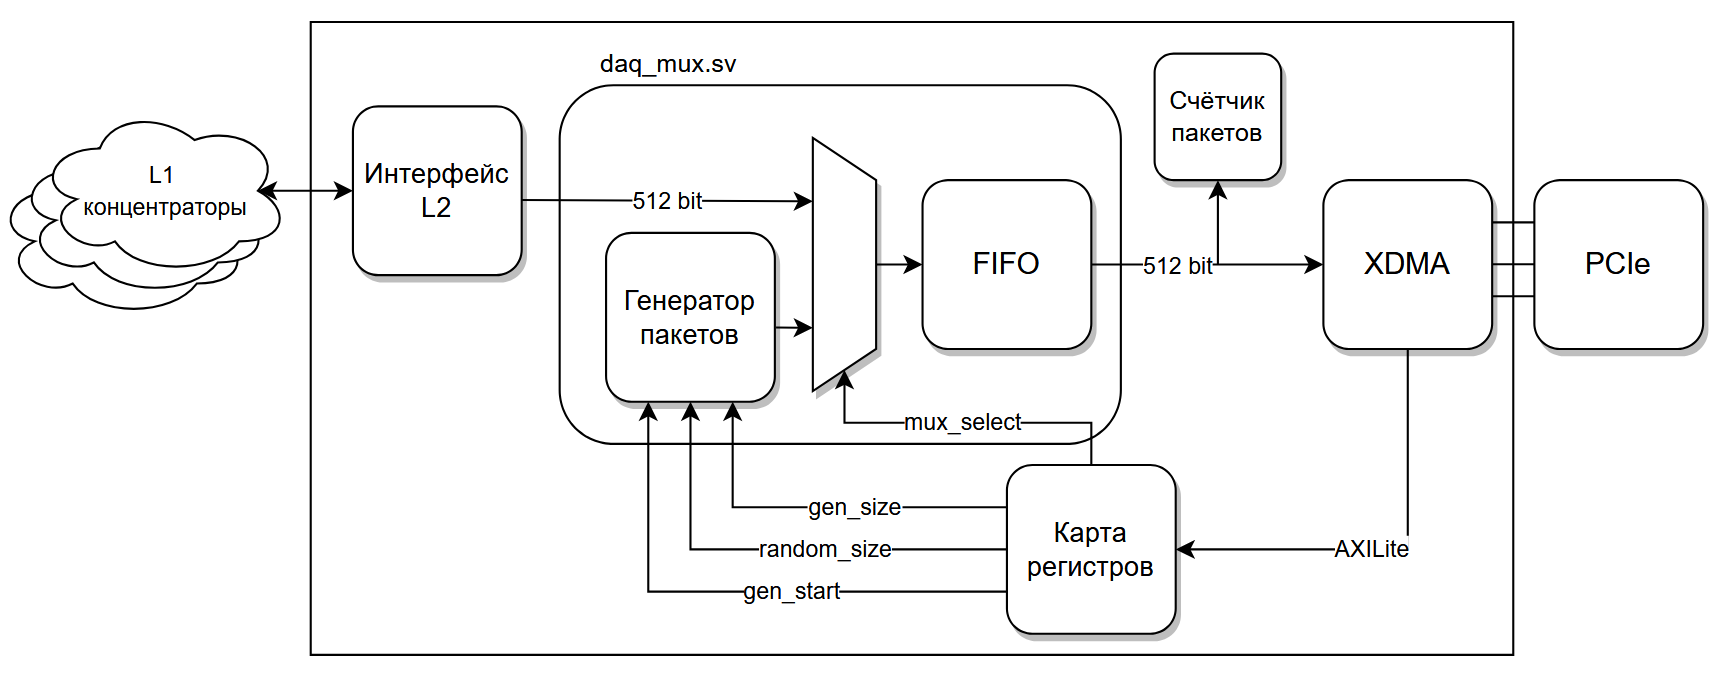 daq_mux.sv
Счётчик
пакетов
L1
концентраторы
Интерфейс
L2
512 bit
Генератор
пакетов
FIFO
512 bit
XDMA
PCIe
mux_select
gen_size
random_size
gen_start
Карта
регистров
AXILite